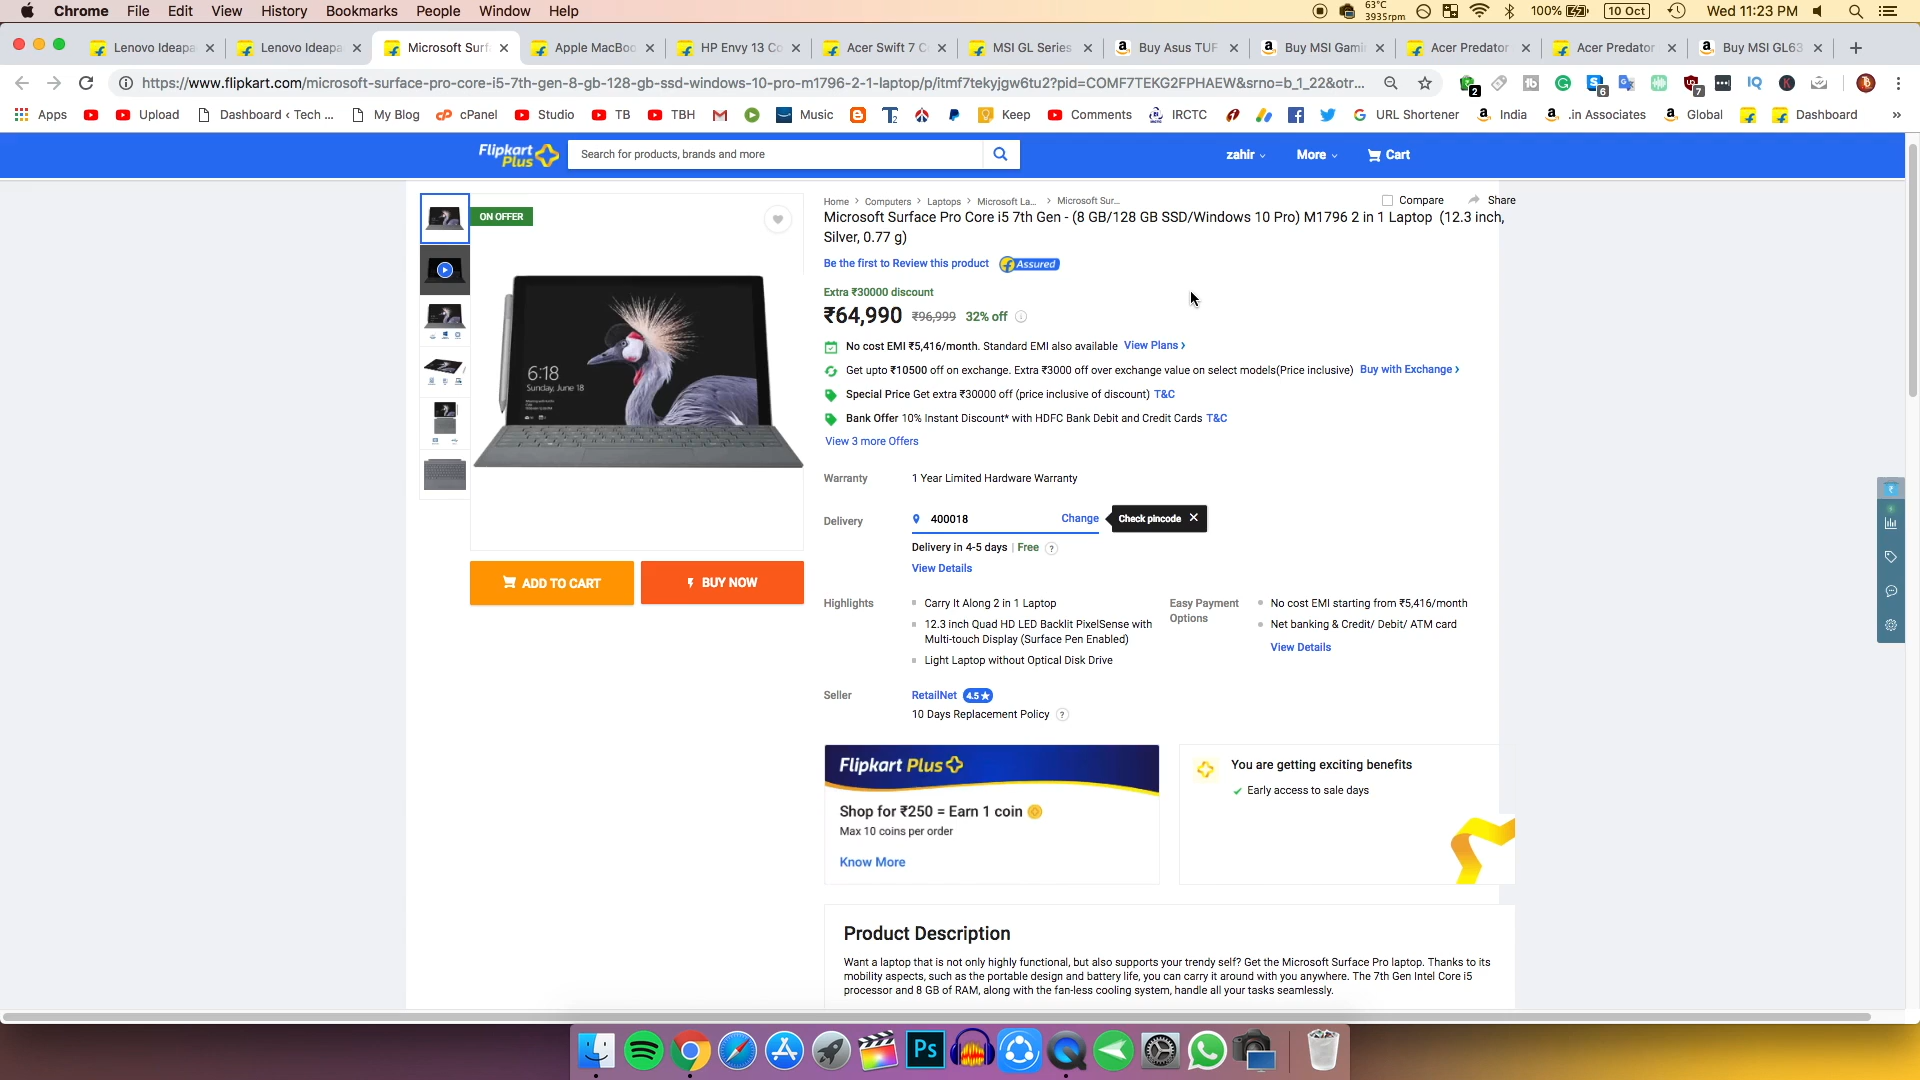 Chrome File Edit View History Bookmarks People Window Help 63°C 3935rpm 100% 10 Oct Wed 11:23 PM
Lenovo Ideapa Lenovo Ideapa Microsoft Surf Apple MacBoo HP Envy 13 Co Acer Swift 7 C MSI GL Series Buy Asus TUF Buy MSI Gami Acer Predator Acer Predator Buy MSI GL63
https://www.flipkart.com/microsoft-surface-pro-core-i5-7th-gen-8-gb-128-gb-ssd-windows-10-pro-m1796-2-1-laptop/p/itmf7tekyjgw6tu2?pid=COMF7TEKG2FPHAEW&srno=b_1_22&otr...
Apps Upload Dashboard ‹ Tech ... My Blog cPanel Studio TB TBH Music Keep Comments IRCTC URL Shortener India .in Associates Global Dashboard »
Flipkart Plus Search for products, brands and more zahir More Cart
Home > Computers > Laptops > Microsoft La... > Microsoft Sur... Compare Share
ON OFFER
Microsoft Surface Pro Core i5 7th Gen - (8 GB/128 GB SSD/Windows 10 Pro) M1796 2 in 1 Laptop (12.3 inch,
Silver, 0.77 g)
Be the first to Review this product Assured
Extra ₹30000 discount
₹64,990 ₹96,999 32% off
No cost EMI ₹5,416/month. Standard EMI also available View Plans >
Get upto ₹10500 off on exchange. Extra ₹3000 off over exchange value on select models(Price inclusive) Buy with Exchange >
6:18
Sunday, June 18
Special Price Get extra ₹30000 off (price inclusive of discount) T&C
Bank Offer 10% Instant Discount* with HDFC Bank Debit and Credit Cards T&C
View 3 more Offers
Warranty 1 Year Limited Hardware Warranty
Delivery 400018 Change Check pincode
Delivery in 4-5 days | Free ?
View Details
ADD TO CART BUY NOW
Highlights
Carry It Along 2 in 1 Laptop
12.3 inch Quad HD LED Backlit PixelSense with
Multi-touch Display (Surface Pen Enabled)
Light Laptop without Optical Disk Drive
Easy Payment
Options
No cost EMI starting from ₹5,416/month
Net banking & Credit/ Debit/ ATM card
View Details
Seller RetailNet 4.5★
10 Days Replacement Policy ?
Flipkart Plus
Shop for ₹250 = Earn 1 coin
Max 10 coins per order
Know More
You are getting exciting benefits
Early access to sale days
Product Description
Want a laptop that is not only highly functional, but also supports your trendy self? Get the Microsoft Surface Pro laptop. Thanks to its
mobility aspects, such as the portable design and battery life, you can carry it around with you anywhere. The 7th Gen Intel Core i5
processor and 8 GB of RAM, along with the fan-less cooling system, handle all your tasks seamlessly.
Ps